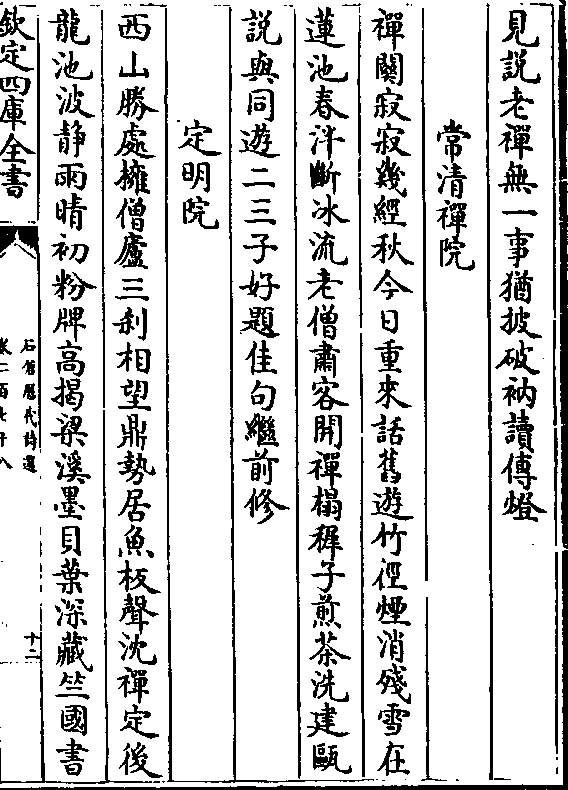 見説老禪無一事猶披破衲讀傳燈
常清禪院
禪關寂寂幾經秋今日重來話舊遊竹徑煙消殘雪在
蓮池春泮斷冰流老僧肅客開禪榻稺子煎茶洗建甌
説與同遊二三子好題佳句繼前修
定明院
西山勝處擁僧廬三刹相望鼎勢居魚板聲沈禪定後
龍池波静雨晴初粉牌高揭梁溪墨貝葉深藏竺國書
欽定四庫全書
石倉歷代詩選
卷二百七十八
十二